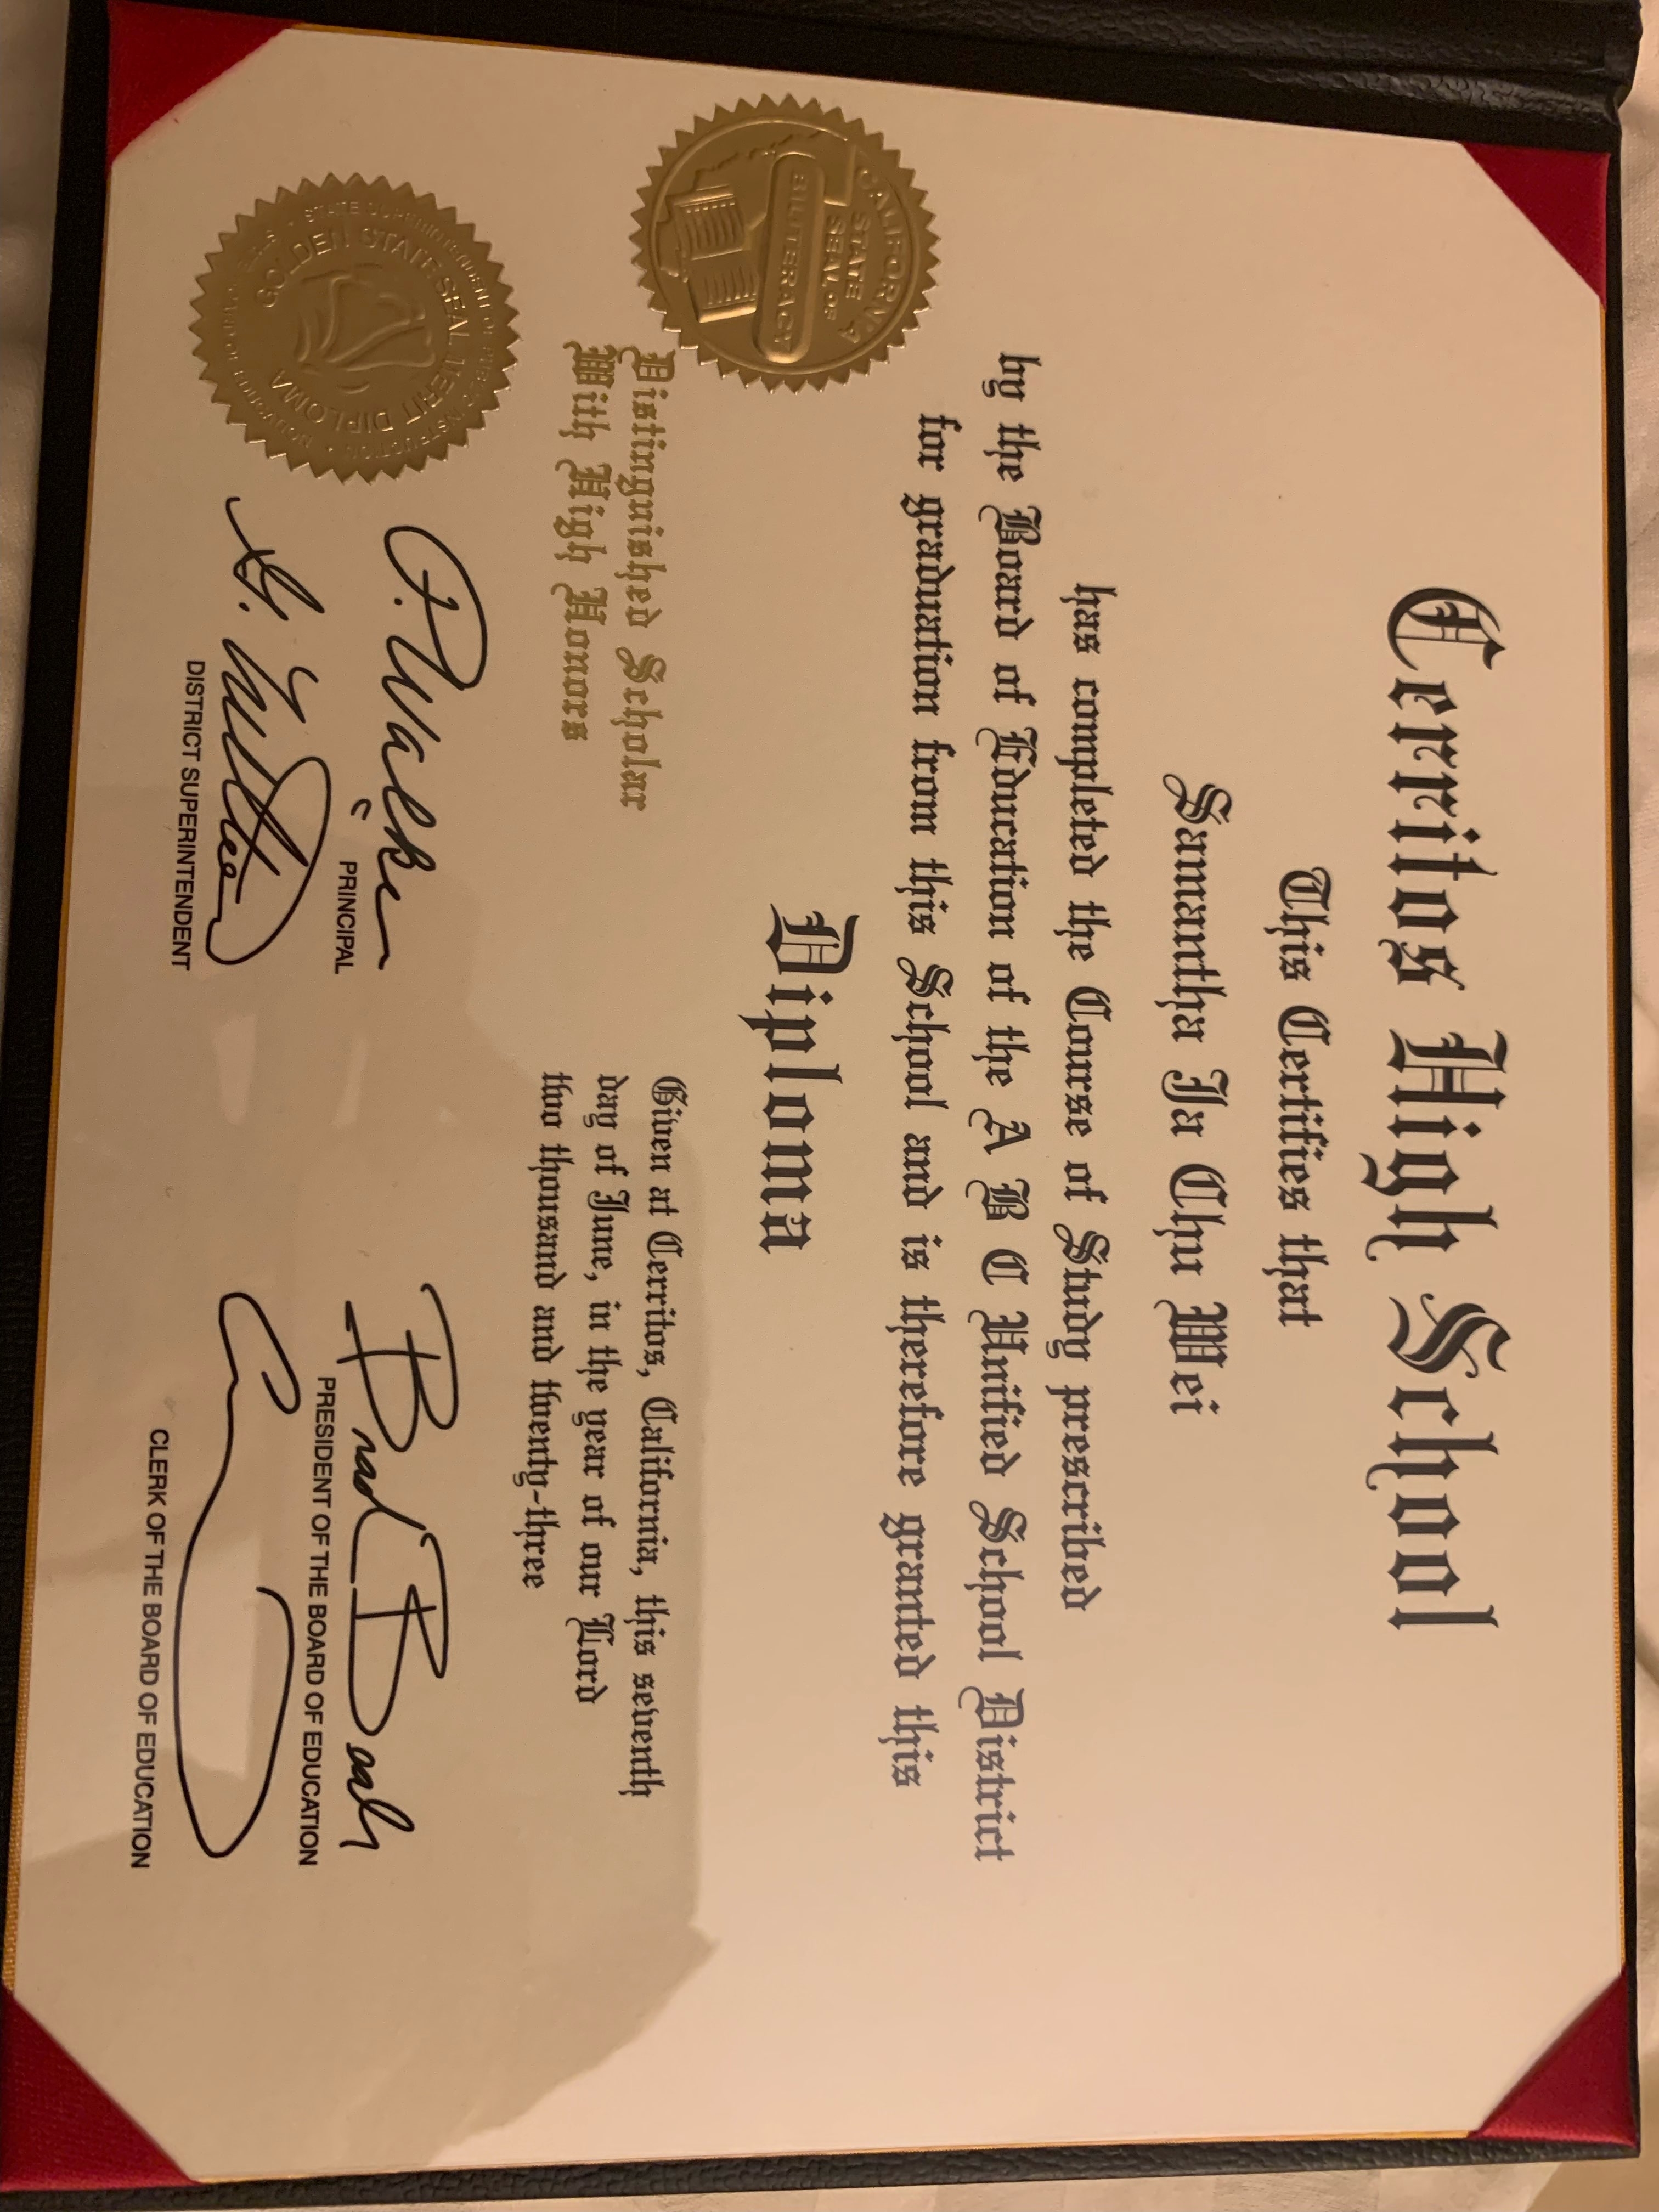 Cerritos High School
This Certifies that
Samantha Ja Chu Wei
has completed the Course of Study prescribed
by the Board of Education of the A B C Unified School District
for graduation from this School and is therefore granted this
Diploma
CALIFORNIA
STATE
SEAL OF
BILITERACY
Distinguished Scholar
With High Honors
Given at Cerritos, California, this seventh
day of June, in the year of our Lord
two thousand and twenty-three
GOLDEN STATE SEAL MERIT DIPLOMA
STATE SUPERINTENDENT OF PUBLIC INSTRUCTION
P. Walker
PRINCIPAL
DISTRICT SUPERINTENDENT
Brad Beach
PRESIDENT OF THE BOARD OF EDUCATION
CLERK OF THE BOARD OF EDUCATION